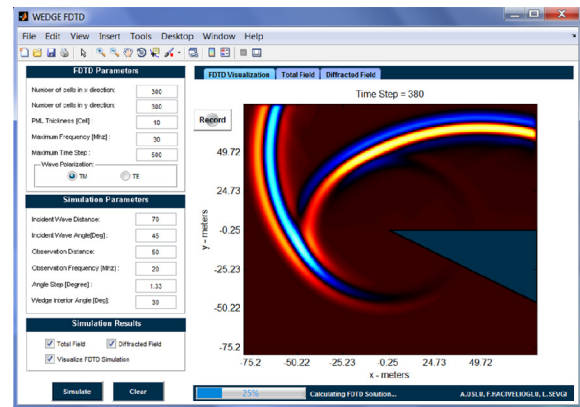 WEDGE FDTD
File Edit View Insert Tools Desktop Window Help
FDTD Parameters
Number of cells in x direction: 380
Number of cells in y direction: 380
PML Thickness [Cell] 10
Maximum Frequency [Mhz] : 30
Maximum Time Step : 500
Wave Polarization:
TM TE
Simulation Parameters
Incident Wave Distance: 70
Incident Wave Angle[Deg] : 45
Observation Distance: 50
Observation Frequency [Mhz] : 20
Angle Step [Degree] : 1.33
Wedge Interior Angle [Deg]: 30
Simulation Results
Total Field Diffracted Field
Visualize FDTD Simulation
Simulate Clear
FDTD Visualization Total Field Diffracted Field
Time Step = 380
Record
49.72
24.73
-0.25
-25.23
-50.22
-75.2
y - meters
-75.2 -50.22 -25.23 -0.25 24.73 49.72
x - meters
25% Calculating FDTD Solution... A.USLU, F.HACIVELIOGLU, L.SEVGI